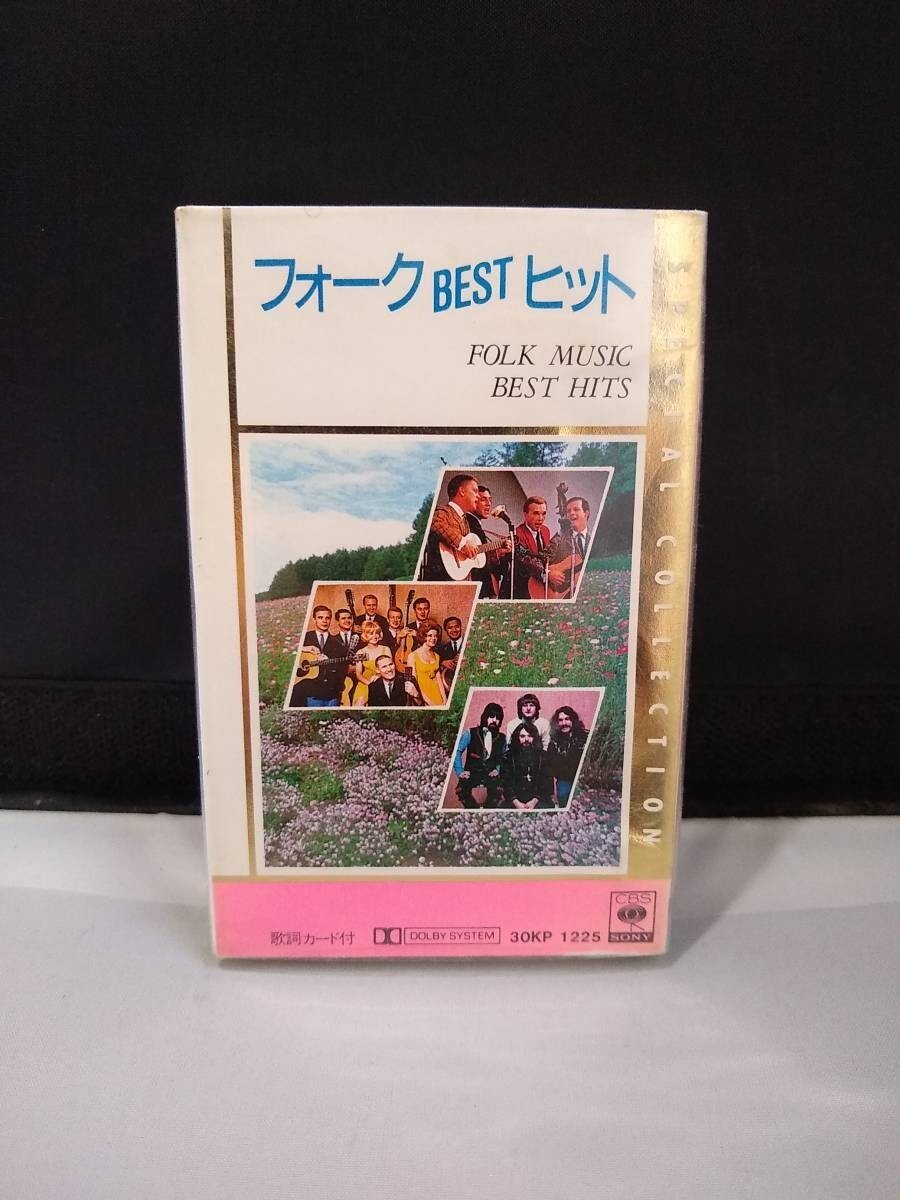 フォークBESTヒット
FOLK MUSIC
BEST HITS
SPECIAL COLLECTION
歌詞カード付 DOLBY SYSTEM 30KP 1225
CBS
SONY